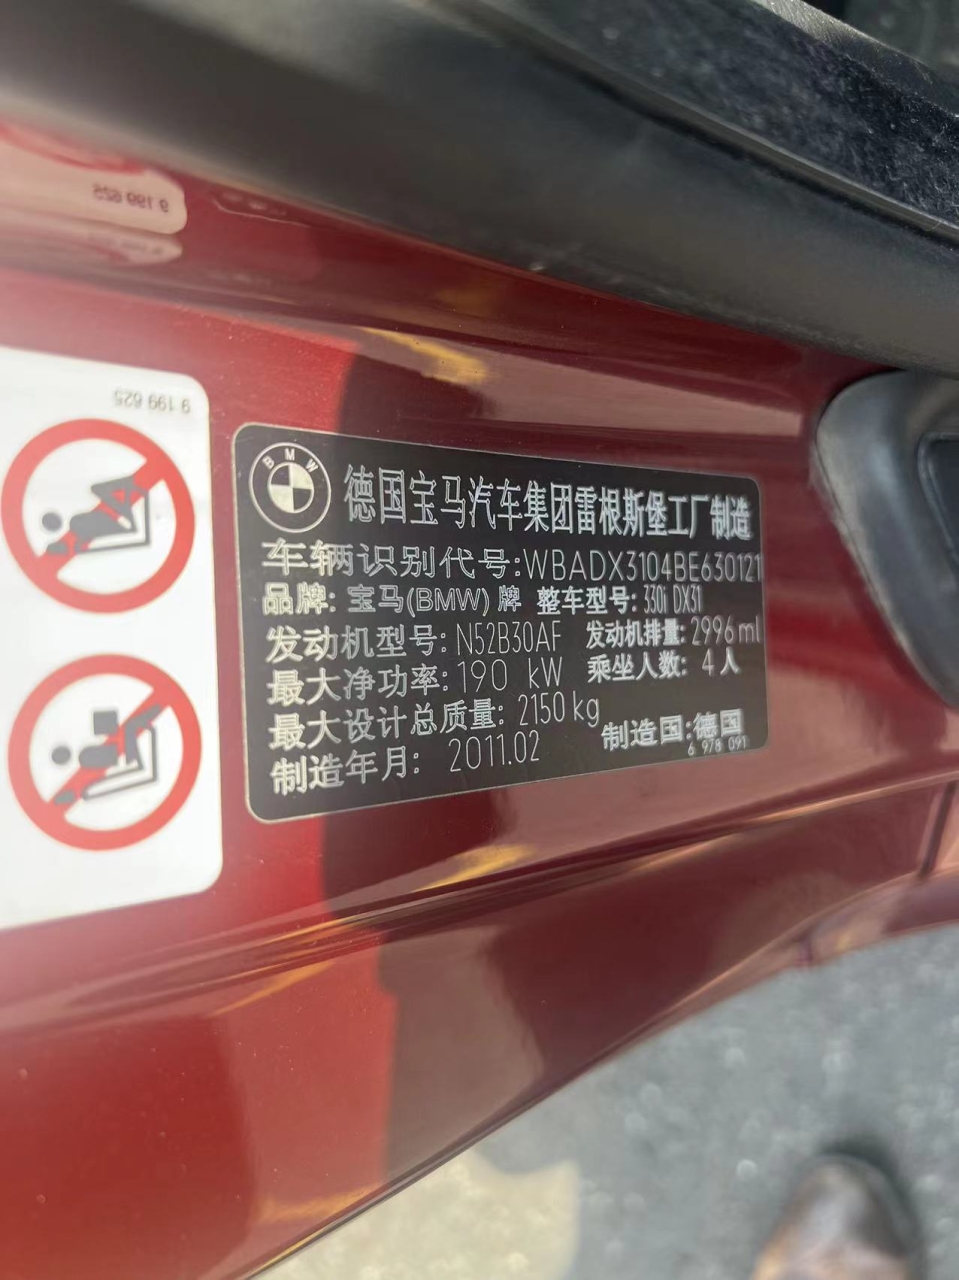 9 199 625
9 199 625
BMW
德国宝马汽车集团雷根斯堡工厂制造
车辆识别代号:WBADX3104BE630121
品牌: 宝马(BMW)牌 整车型号: 330i DX31
发动机型号: N52B30AF 发动机排量: 2996 ml
最大净功率: 190 kW 乘坐人数: 4 人
最大设计总质量: 2150 kg
制造年月: 2011.02 制造国: 德国
6 978 091